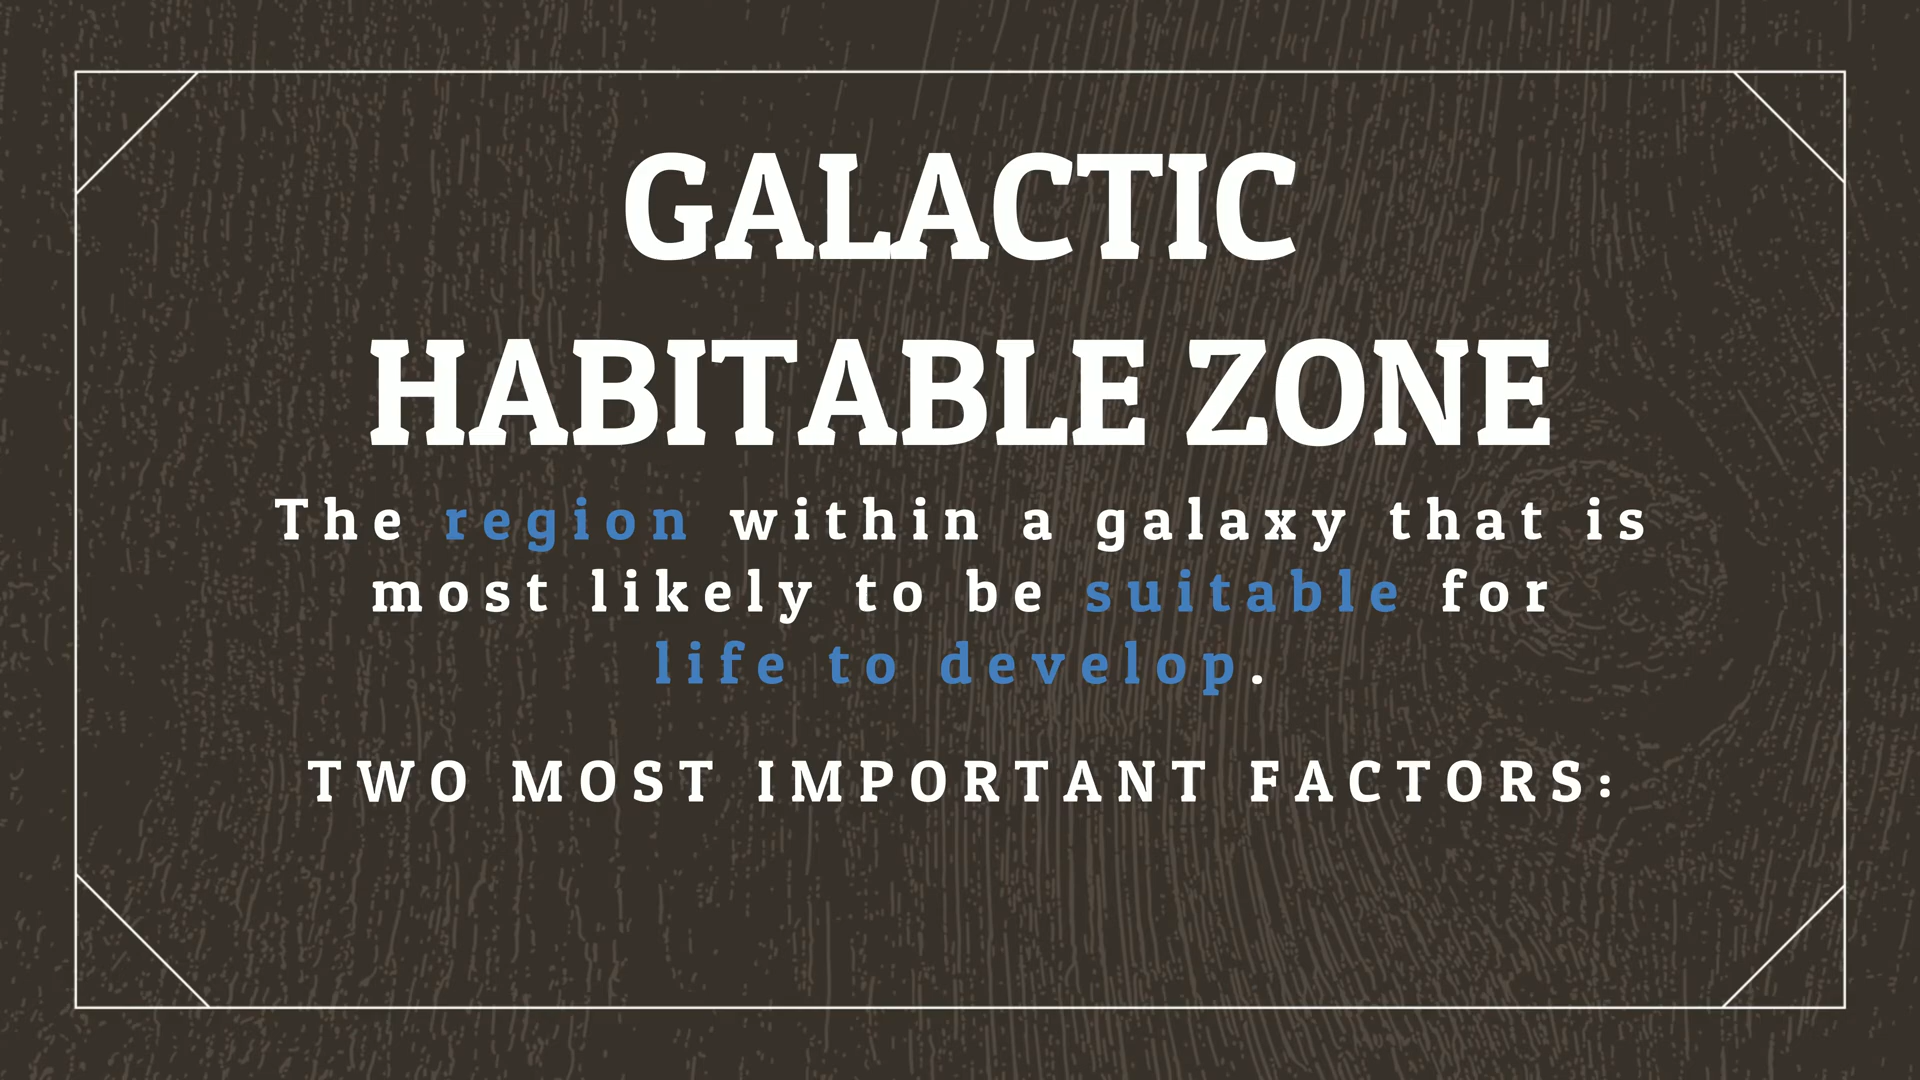 GALACTIC
HABITABLE ZONE
The region within a galaxy that is
most likely to be suitable for
life to develop.
TWO MOST IMPORTANT FACTORS: